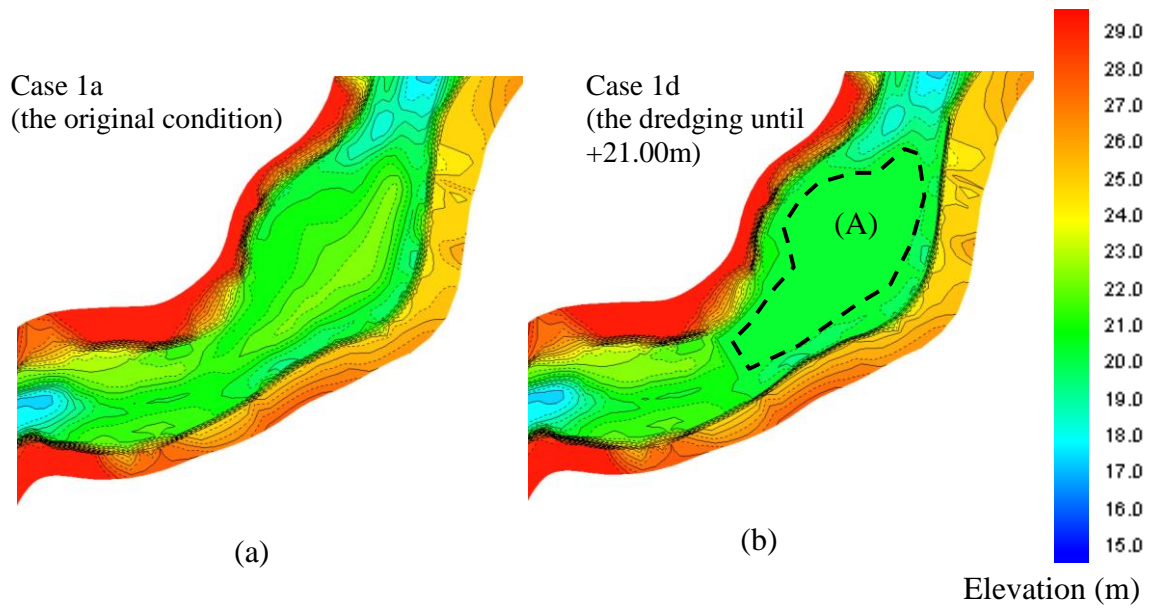 Case 1a
(the original condition)
Case 1d
(the dredging until
+21.00m)
(A)
(a)
(b)
29.0
28.0
27.0
26.0
25.0
24.0
23.0
22.0
21.0
20.0
19.0
18.0
17.0
16.0
15.0
Elevation (m)